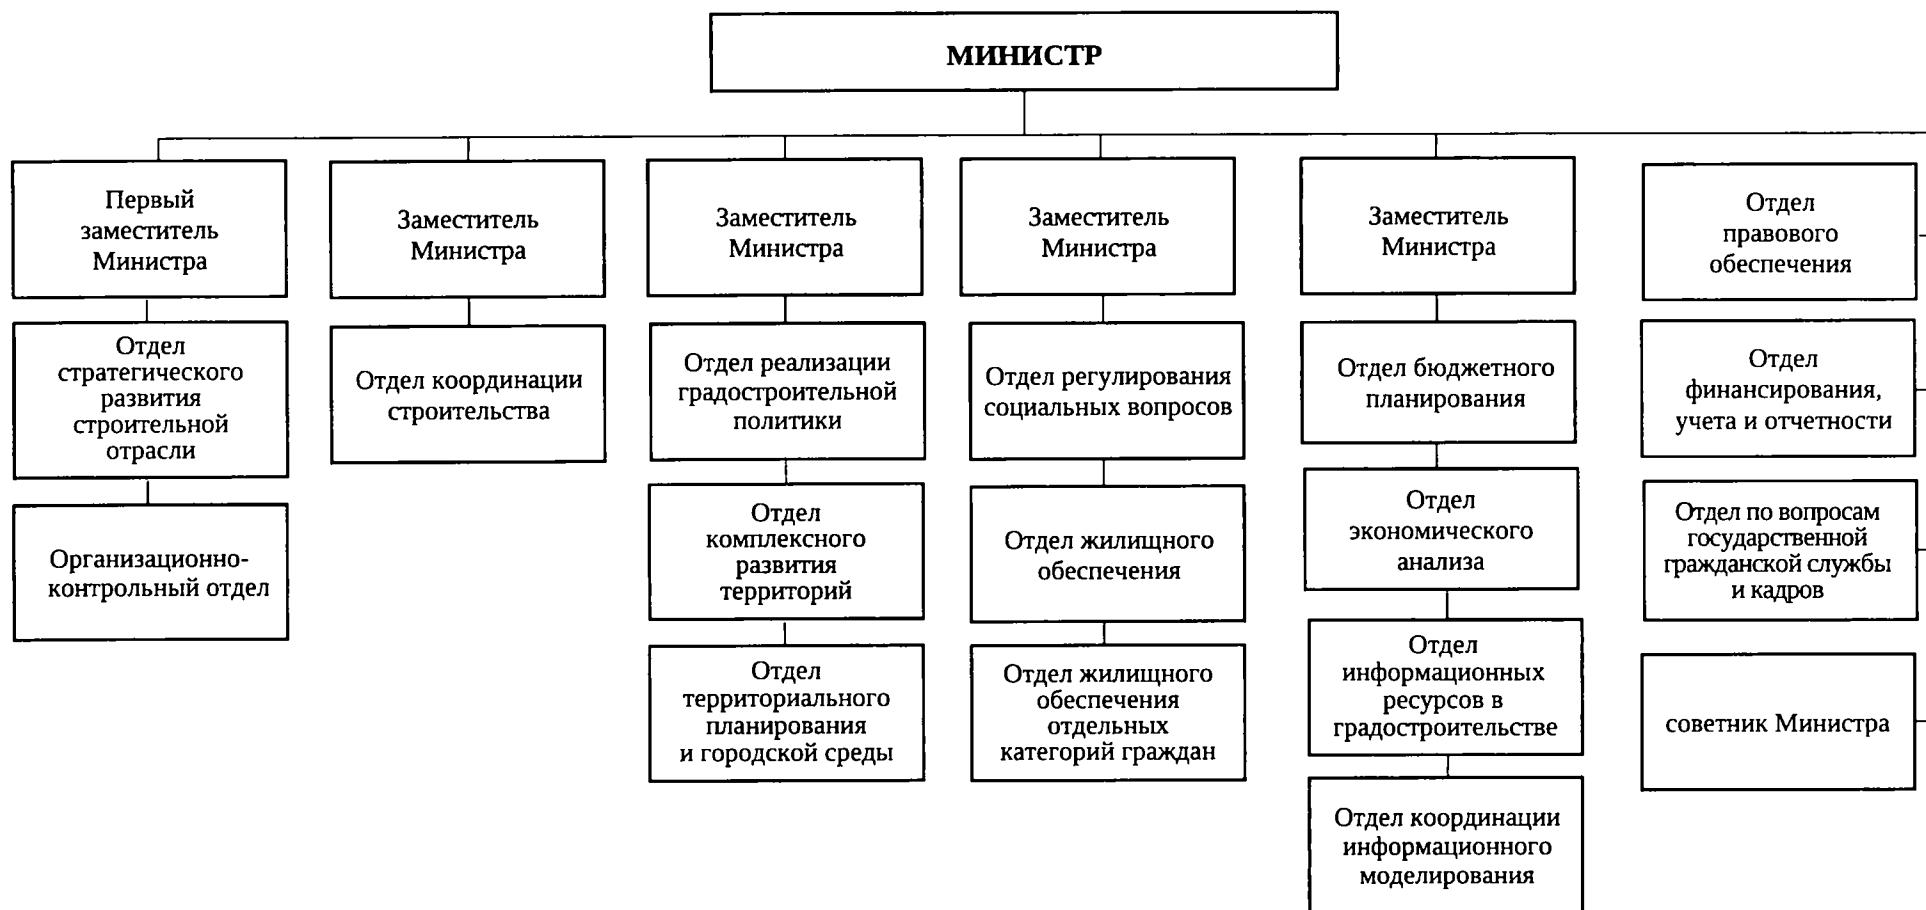 МИНИСТР
Первый
заместитель
Министра
Отдел
стратегического
развития
строительной
отрасли
Организационно-
контрольный отдел
Заместитель
Министра
Отдел координации
строительства
Заместитель
Министра
Отдел реализации
градостроительной
политики
Отдел
комплексного
развития
территорий
Отдел
территориального
планирования
и городской среды
Заместитель
Министра
Отдел регулирования
социальных вопросов
Отдел жилищного
обеспечения
Отдел жилищного
обеспечения
отдельных
категорий граждан
Заместитель
Министра
Отдел бюджетного
планирования
Отдел
экономического
анализа
Отдел
информационных
ресурсов в
градостроительстве
Отдел координации
информационного
моделирования
Отдел
правового
обеспечения
Отдел
финансирования,
учета и отчетности
Отдел по вопросам
государственной
гражданской службы
и кадров
советник Министра